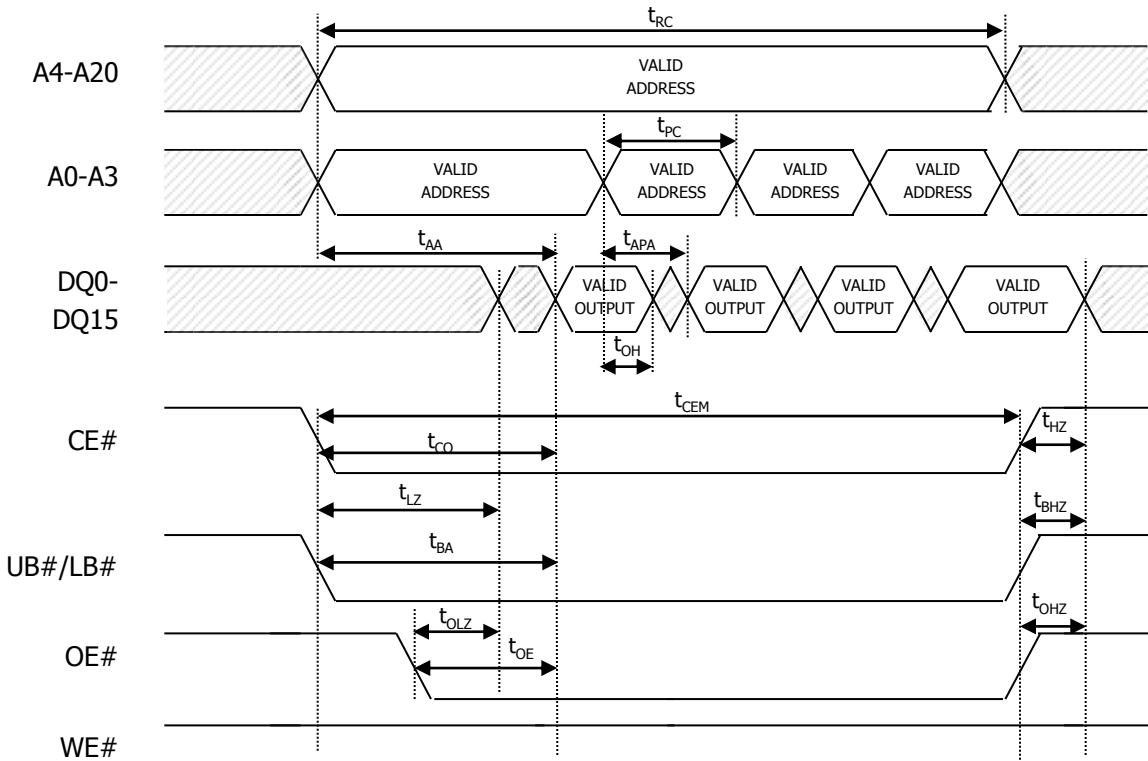 tRC
A4-A20
VALID
ADDRESS
tPC
A0-A3
VALID
ADDRESS
VALID
ADDRESS
VALID
ADDRESS
VALID
ADDRESS
tAA
tAPA
DQ0-
DQ15
VALID
OUTPUT
VALID
OUTPUT
VALID
OUTPUT
VALID
OUTPUT
tOH
tCEM
CE#
tCO
tHZ
tLZ
tBHZ
UB#/LB#
tBA
tOLZ
tOHZ
OE#
tOE
WE#